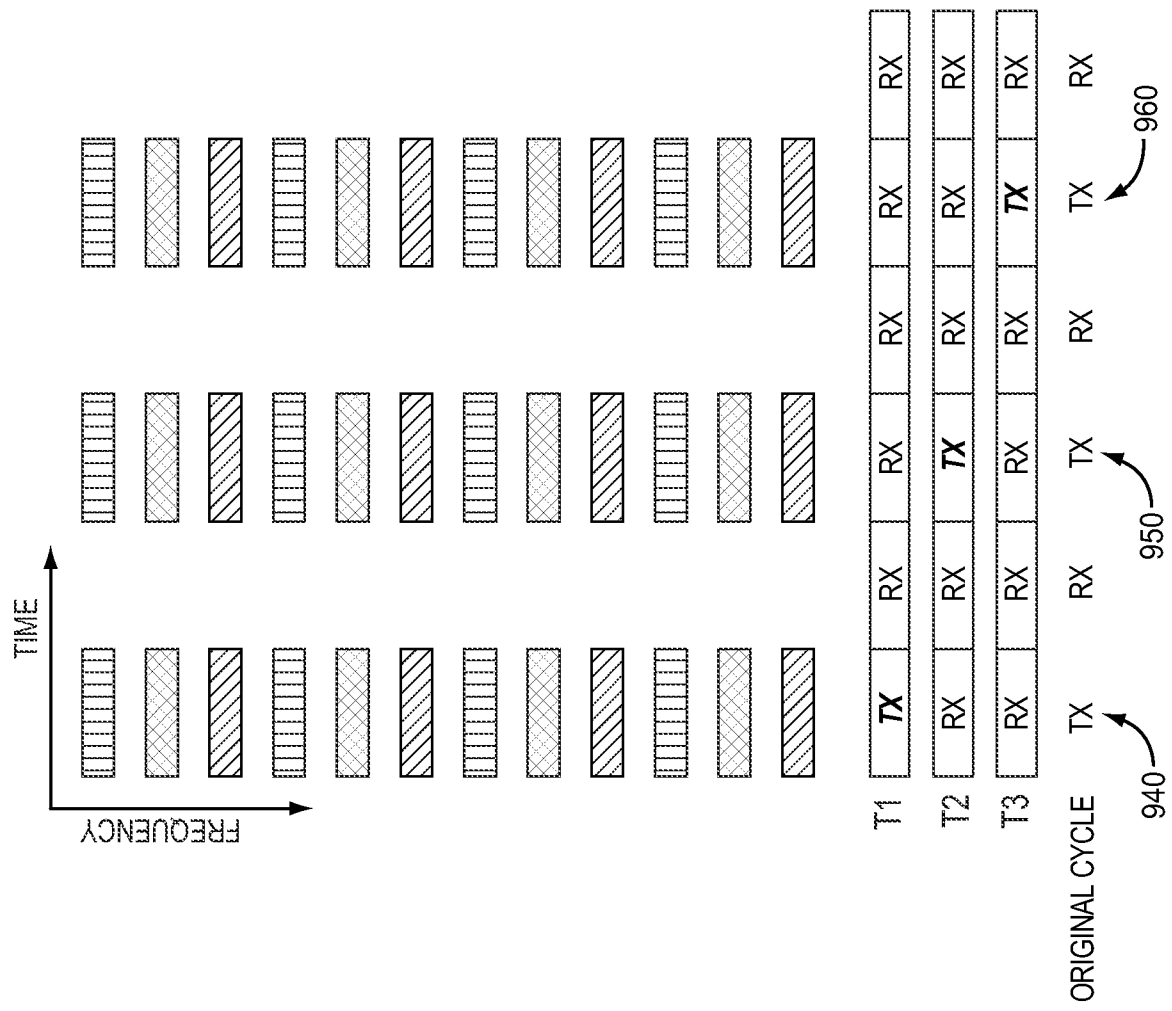 TIME
FREQUENCY
T1 TX RX RX RX RX RX
T2 RX RX RX TX RX RX
T3 RX RX RX RX TX RX
ORIGINAL CYCLE TX RX TX RX TX RX
940 950 960